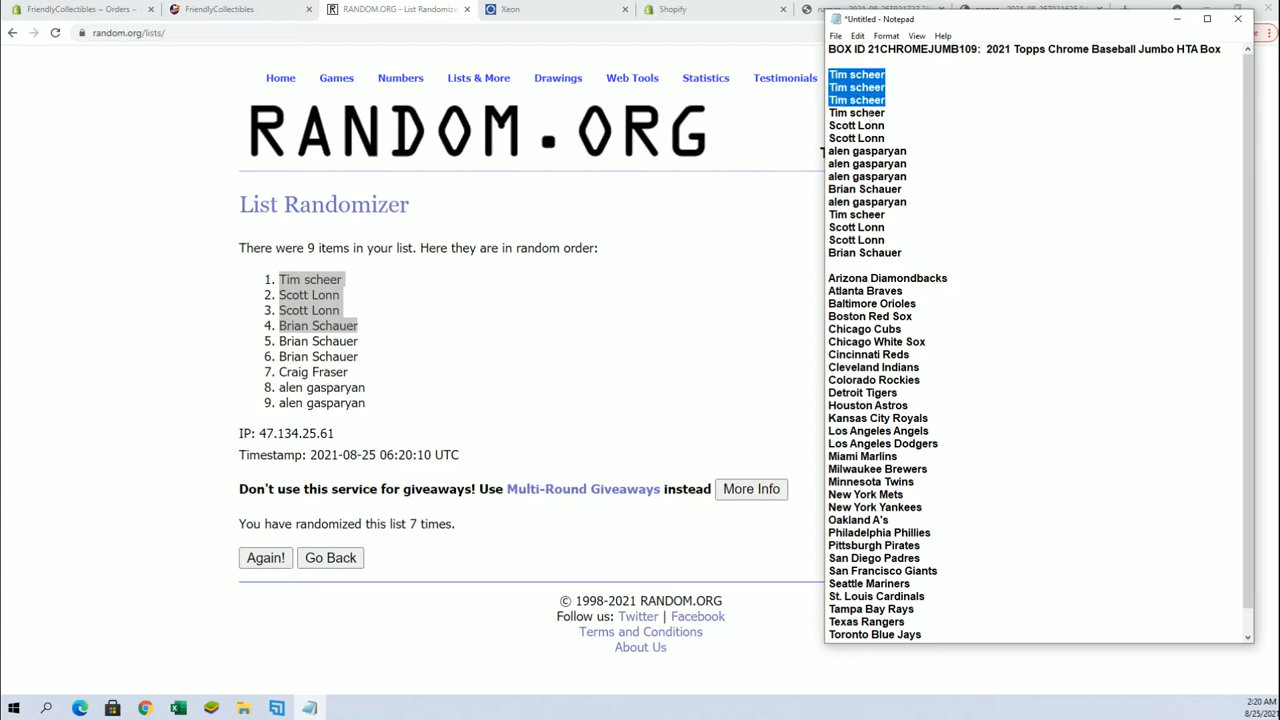 FriendlyCollectibles – Orders –
FriendlyCollectibles
RANDOM.ORG - List Randomizer
Xeon
Shopify
random.org/lists/
Home
Games
Numbers
Lists & More
Drawings
Web Tools
Statistics
Testimonials
RANDOM.ORG
List Randomizer
There were 9 items in your list. Here they are in random order:
1. Tim scheer
2. Scott Lonn
3. Scott Lonn
4. Brian Schauer
5. Brian Schauer
6. Brian Schauer
7. Craig Fraser
8. alen gasparyan
9. alen gasparyan
IP: 47.134.25.61
Timestamp: 2021-08-25 06:20:10 UTC
Don't use this service for giveaways! Use Multi-Round Giveaways instead
More Info
You have randomized this list 7 times.
Again!
Go Back
© 1998-2021 RANDOM.ORG
Follow us: Twitter | Facebook
Terms and Conditions
About Us
*Untitled - Notepad
File Edit Format View Help
BOX ID 21CHROMEJUMB109: 2021 Topps Chrome Baseball Jumbo HTA Box
Tim scheer
Tim scheer
Tim scheer
Tim scheer
Scott Lonn
Scott Lonn
alen gasparyan
alen gasparyan
alen gasparyan
Brian Schauer
alen gasparyan
Tim scheer
Scott Lonn
Scott Lonn
Brian Schauer
Arizona Diamondbacks
Atlanta Braves
Baltimore Orioles
Boston Red Sox
Chicago Cubs
Chicago White Sox
Cincinnati Reds
Cleveland Indians
Colorado Rockies
Detroit Tigers
Houston Astros
Kansas City Royals
Los Angeles Angels
Los Angeles Dodgers
Miami Marlins
Milwaukee Brewers
Minnesota Twins
New York Mets
New York Yankees
Oakland A's
Philadelphia Phillies
Pittsburgh Pirates
San Diego Padres
San Francisco Giants
Seattle Mariners
St. Louis Cardinals
Tampa Bay Rays
Texas Rangers
Toronto Blue Jays
2:20 AM